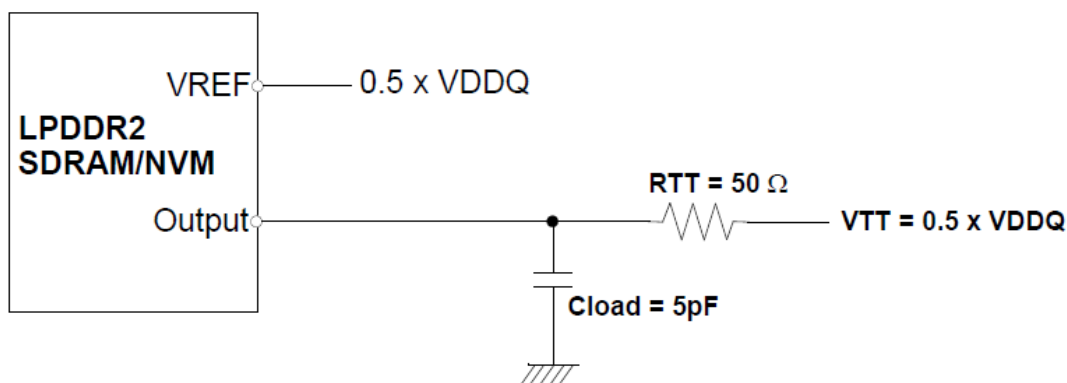 VREF
0.5 x VDDQ
LPDDR2
SDRAM/NVM
RTT = 50 Ω
Output
VTT = 0.5 x VDDQ
Cload = 5pF